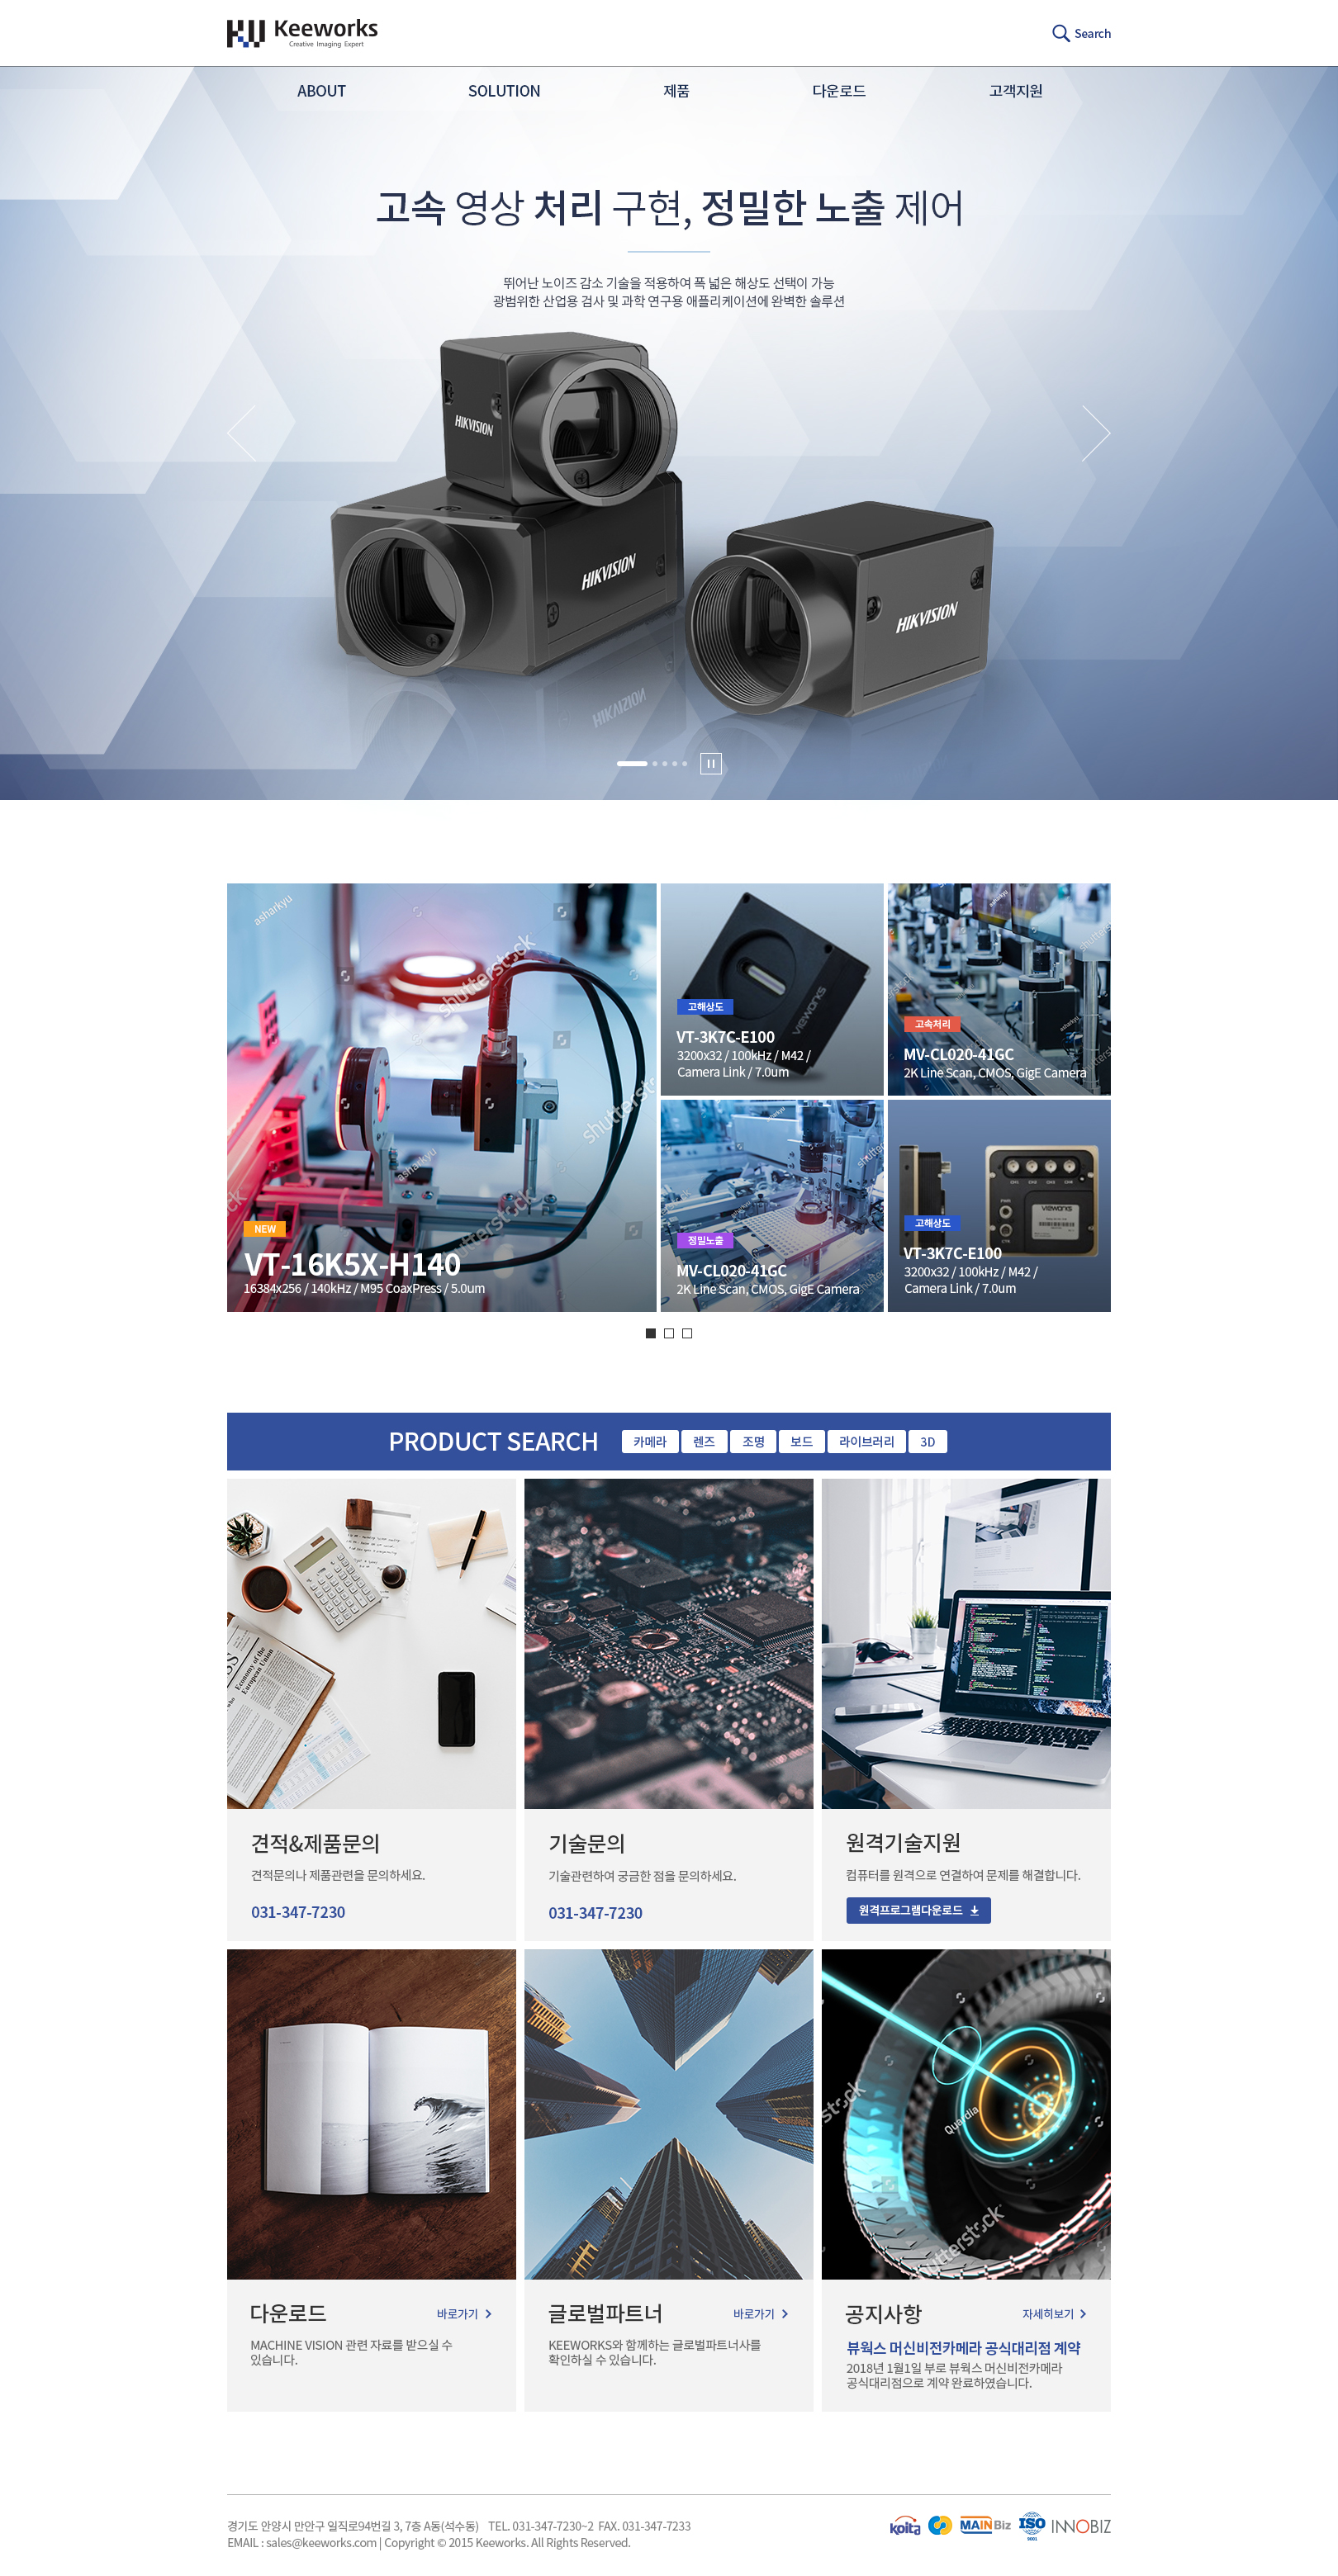 Keeworks
Creative Imaging Expert
Search
ABOUT
SOLUTION
제품
다운로드
고객지원
고속 영상 처리 구현, 정밀한 노출 제어
뛰어난 노이즈 감소 기술을 적용하여 폭 넓은 해상도 선택이 가능
광범위한 산업용 검사 및 과학 연구용 애플리케이션에 완벽한 솔루션
HIKVISION
HIKVISION
HIKVISION
asharkyu
shutterstock
shutterstock
asharkyu
shutterstock
NEW
VT-16K5X-H140
16384x256 / 140kHz / M95 CoaxPress / 5.0um
VIEWORKS
고해상도
VT-3K7C-E100
3200x32 / 100kHz / M42 /
Camera Link / 7.0um
고속처리
MV-CL020-41GC
2K Line Scan, CMOS, GigE Camera
정밀노출
MV-CL020-41GC
2K Line Scan, CMOS, GigE Camera
CH1 CH2 CH3 CH4
PWR
VIEWORKS
고해상도
VT-3K7C-E100
3200x32 / 100kHz / M42 /
Camera Link / 7.0um
PRODUCT SEARCH
카메라
렌즈
조명
보드
라이브러리
3D
Economy of the
European Union
견적&제품문의
견적문의나 제품관련을 문의하세요.
031-347-7230
기술문의
기술관련하여 궁금한 점을 문의하세요.
031-347-7230
원격기술지원
컴퓨터를 원격으로 연결하여 문제를 해결합니다.
원격프로그램다운로드
Quardia
shutterstock
다운로드
바로가기
MACHINE VISION 관련 자료를 받으실 수
있습니다.
글로벌파트너
바로가기
KEEWORKS와 함께하는 글로벌파트너사를
확인하실 수 있습니다.
공지사항
자세히보기
뷰웍스 머신비전카메라 공식대리점 계약
2018년 1월1일 부로 뷰웍스 머신비전카메라
공식대리점으로 계약 완료하였습니다.
경기도 안양시 만안구 일직로94번길 3, 7층 A동(석수동) TEL. 031-347-7230~2 FAX. 031-347-7233
EMAIL : sales@keeworks.com | Copyright © 2015 Keeworks. All Rights Reserved.
koita
MAINBiz
ISO
9001
INNOBIZ